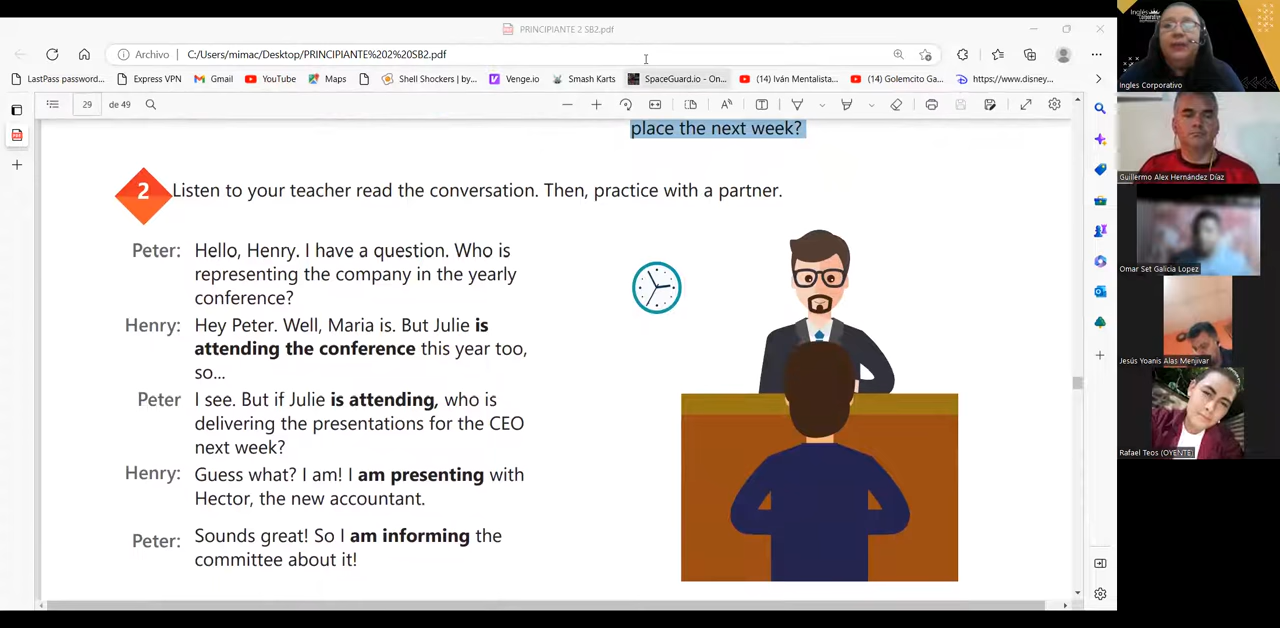 PRINCIPIANTE 2 SB2.pdf
Archivo
C:/Users/mimac/Desktop/PRINCIPIANTE%202%20SB2.pdf
LastPass password...
Express VPN
Gmail
YouTube
Maps
Shell Shockers | by...
Venge.io
Smash Karts
SpaceGuard.io - On...
(14) Iván Mentalista...
(14) Golemcito Ga...
https://www.disney...
29
de 49
place the next week?
2
Listen to your teacher read the conversation. Then, practice with a partner.
Peter: Hello, Henry. I have a question. Who is
representing the company in the yearly
conference?
Henry: Hey Peter. Well, Maria is. But Julie is
attending the conference this year too,
so...
Peter I see. But if Julie is attending, who is
delivering the presentations for the CEO
next week?
Henry: Guess what? I am! I am presenting with
Hector, the new accountant.
Peter: Sounds great! So I am informing the
committee about it!
Inglés
Corporativo
Ingles Corporativo
Guillermo Alex Hernández Díaz
Omar Set Galicia Lopez
Jesús Yoanis Alas Menjivar
Rafael Teos (OYENTE)